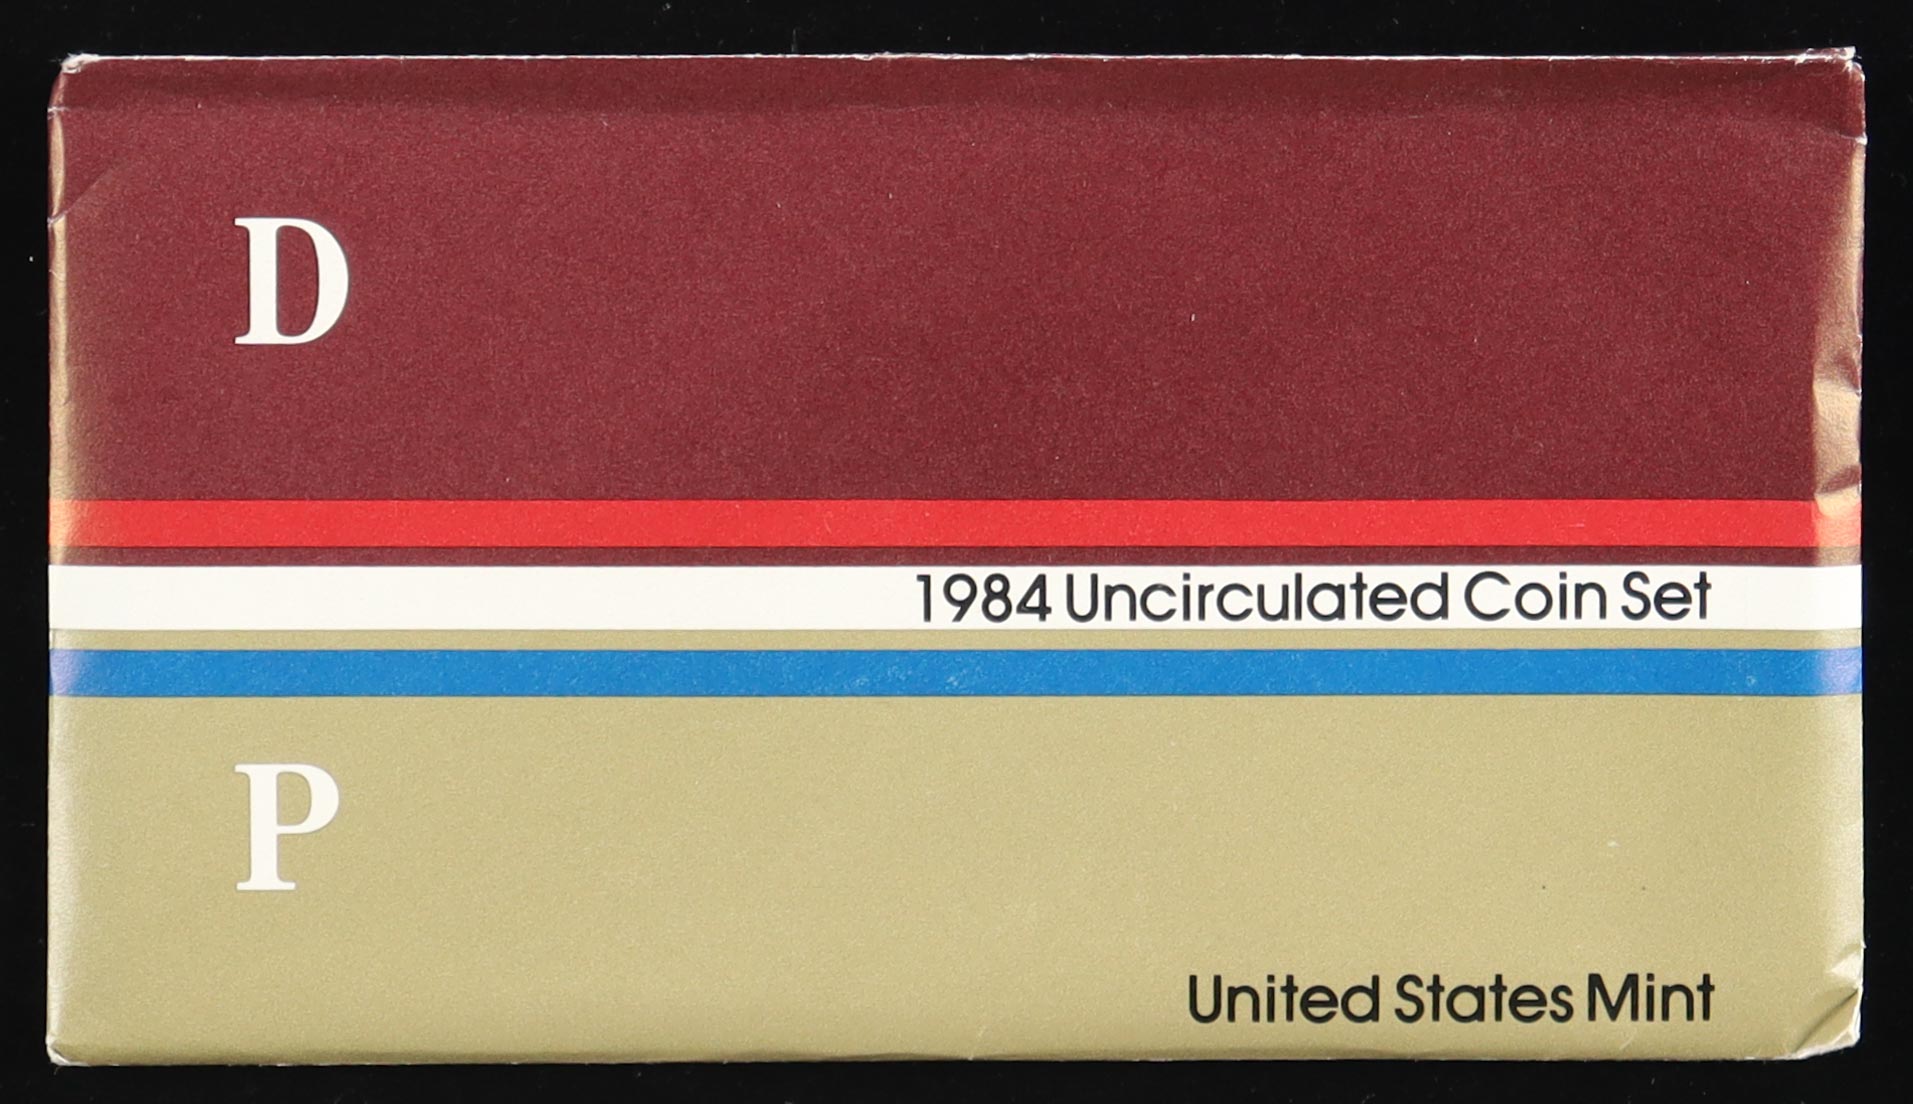 D
1984 Uncirculated Coin Set
P
United States Mint